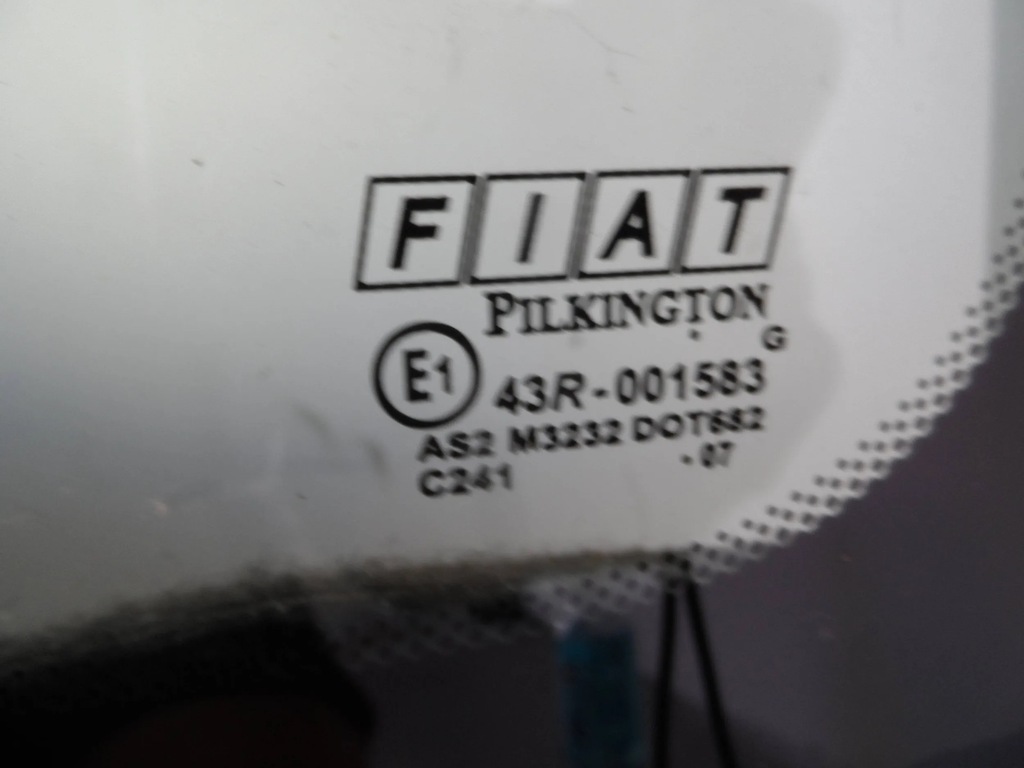 FIAT
PILKINGTON
G
E1 43R-001583
AS2 M3232 DOT682
C241 · 07